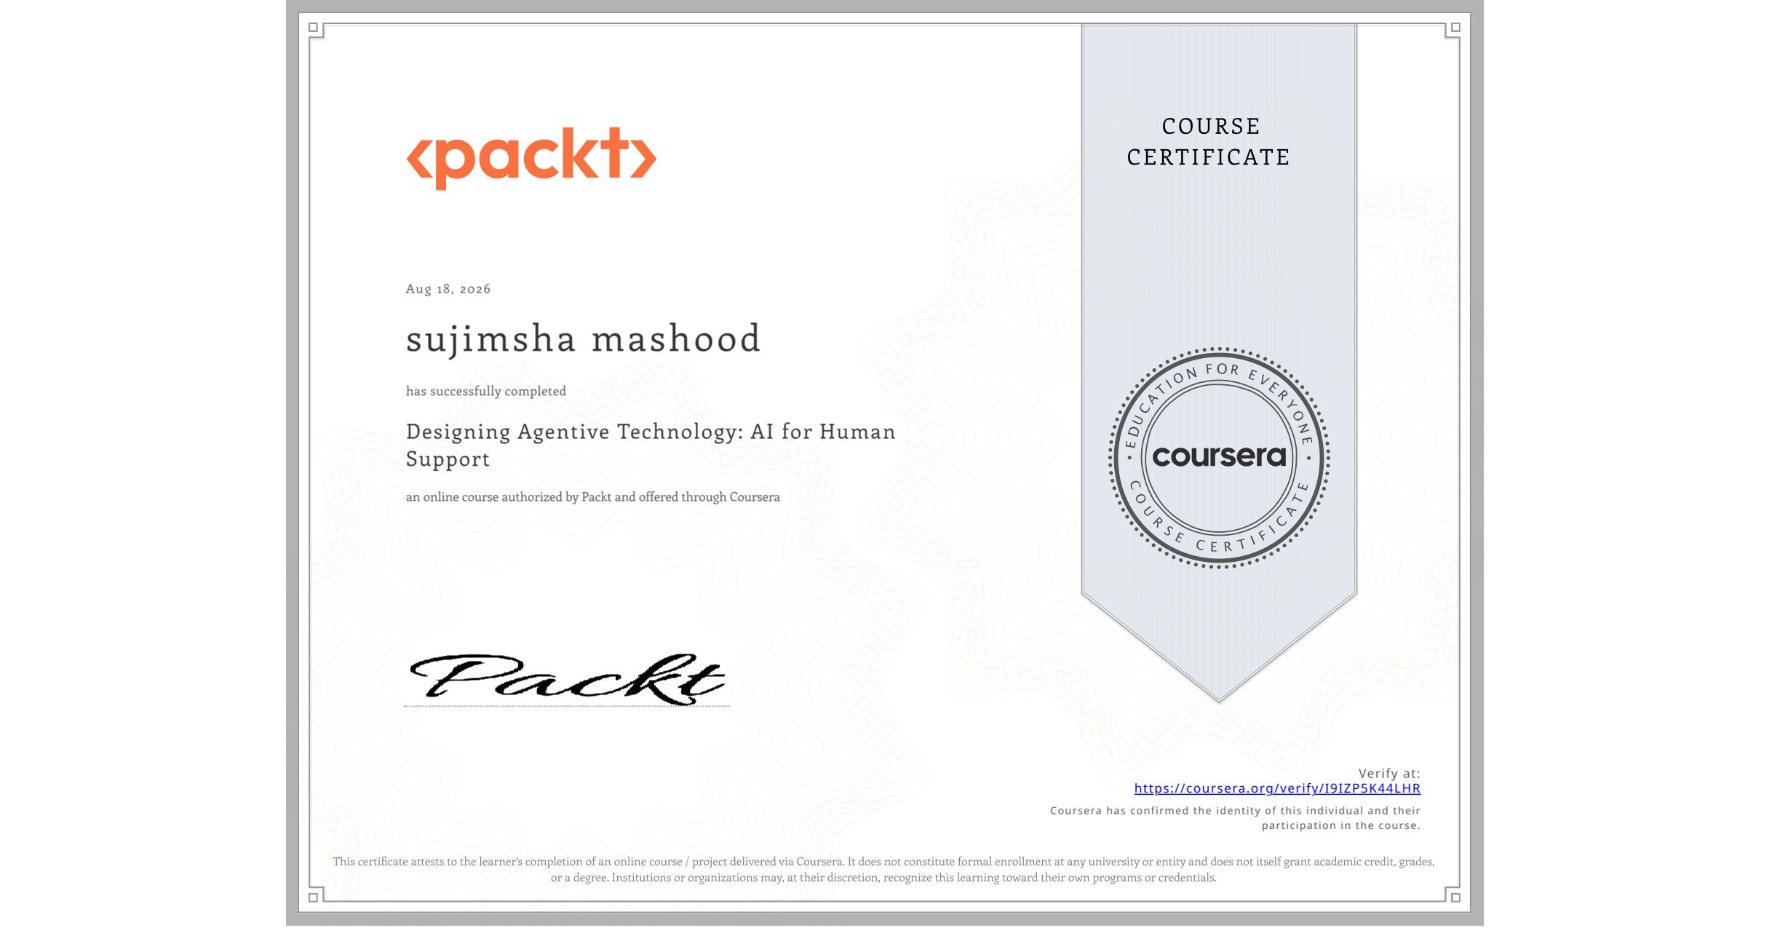 <packt>
COURSE
CERTIFICATE
Aug 18, 2026
sujimsha mashood
has successfully completed
Designing Agentive Technology: AI for Human
Support
an online course authorized by Packt and offered through Coursera
EDUCATION FOR EVERYONE
coursera
COURSE CERTIFICATE
Packt
Verify at:
https://coursera.org/verify/I9IZP5K44LHR
Coursera has confirmed the identity of this individual and their
participation in the course.
This certificate attests to the learner's completion of an online course / project delivered via Coursera. It does not constitute formal enrollment at any university or entity and does not itself grant academic credit, grades,
or a degree. Institutions or organizations may, at their discretion, recognize this learning toward their own programs or credentials.